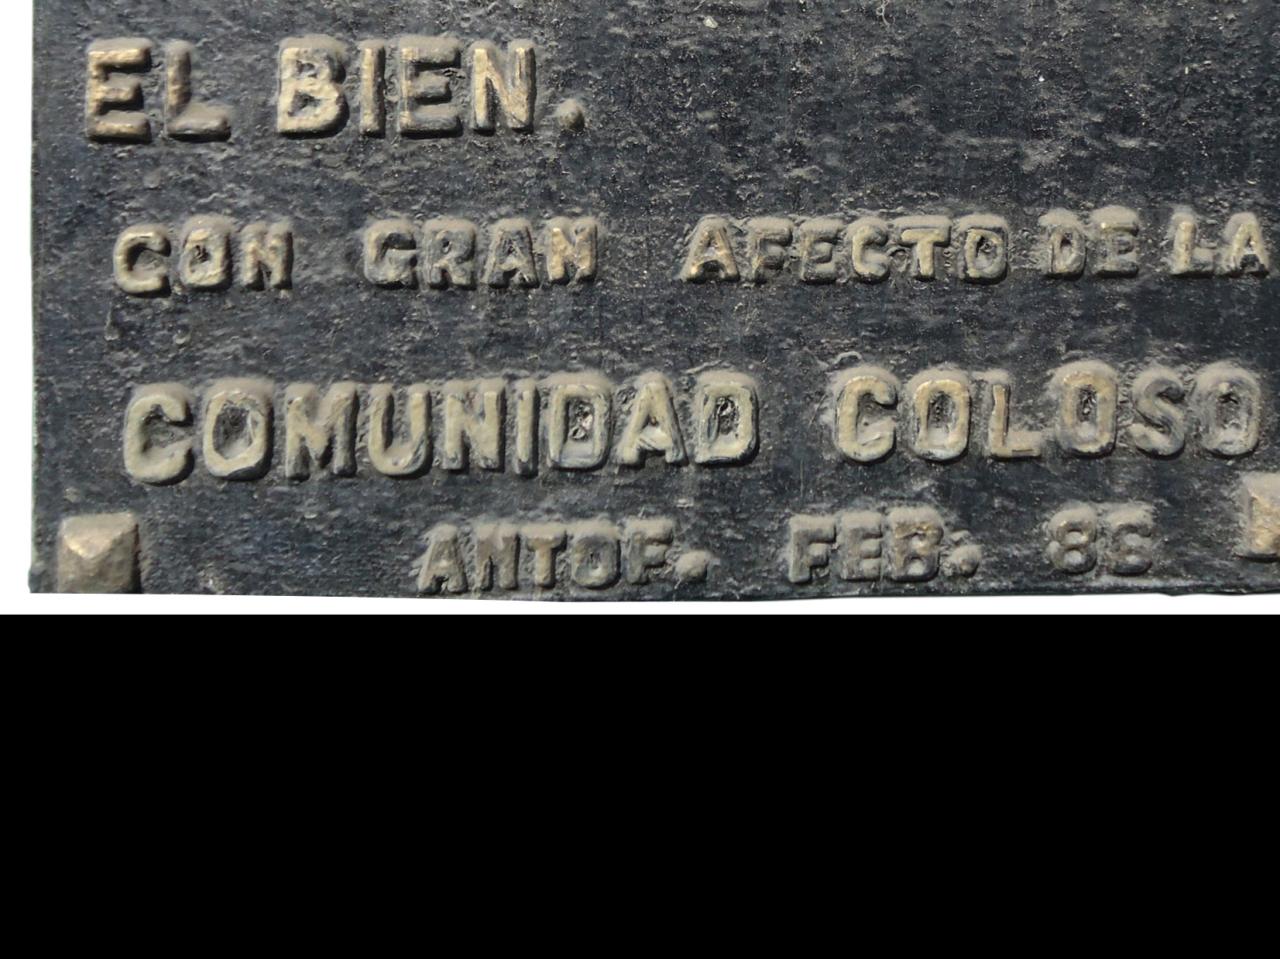 EL BIEN.
CON GRAN AFECTO DE LA
COMUNIDAD COLOSO
ANTOF. FEB. 86